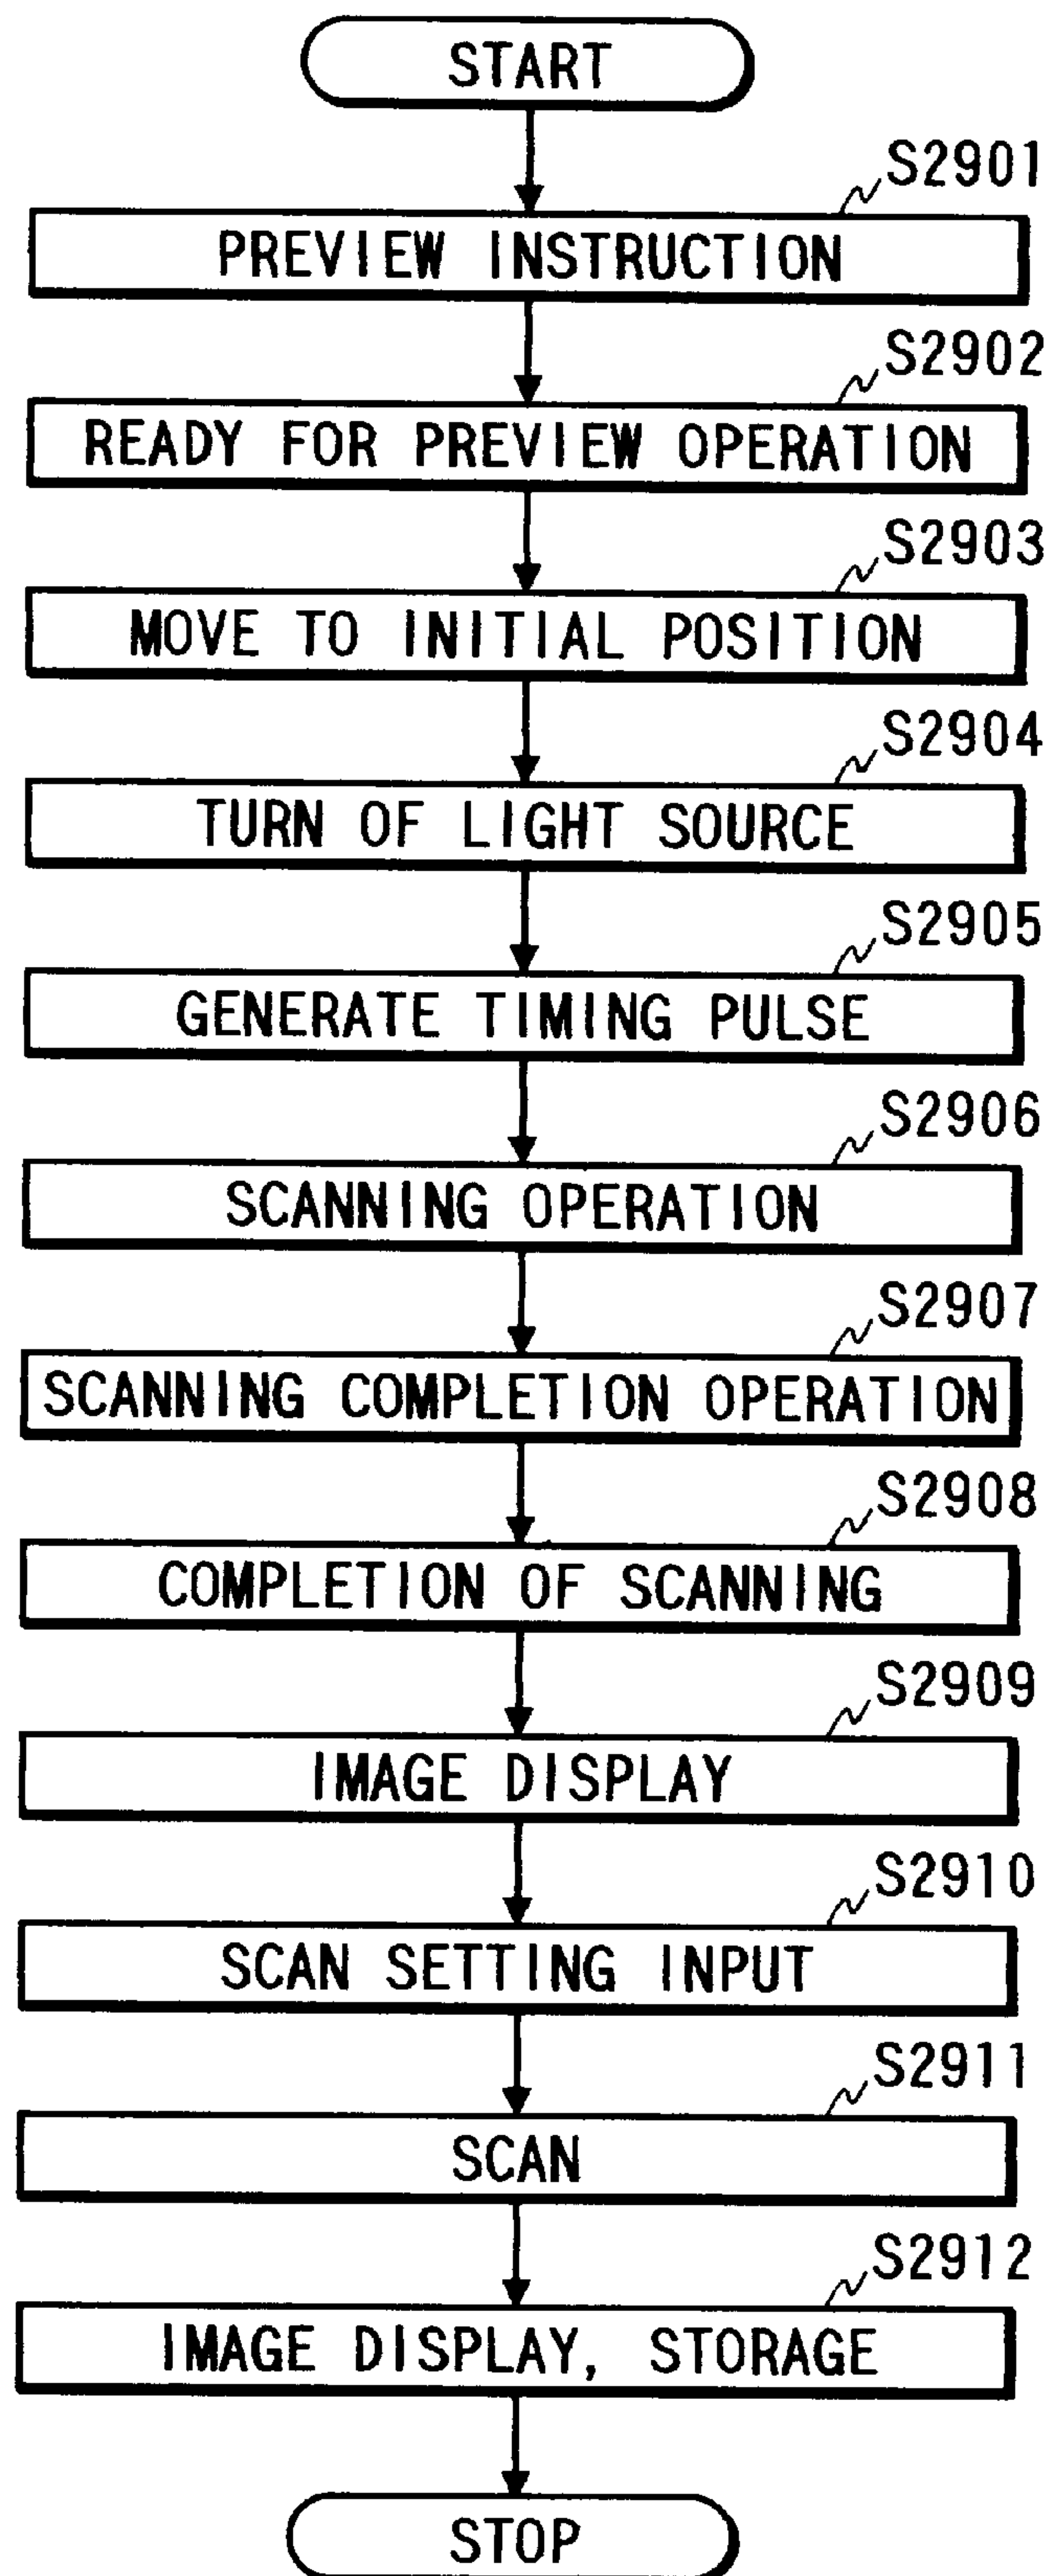 START
S2901
PREVIEW INSTRUCTION
S2902
READY FOR PREVIEW OPERATION
S2903
MOVE TO INITIAL POSITION
S2904
TURN OF LIGHT SOURCE
S2905
GENERATE TIMING PULSE
S2906
SCANNING OPERATION
S2907
SCANNING COMPLETION OPERATION
S2908
COMPLETION OF SCANNING
S2909
IMAGE DISPLAY
S2910
SCAN SETTING INPUT
S2911
SCAN
S2912
IMAGE DISPLAY, STORAGE
STOP